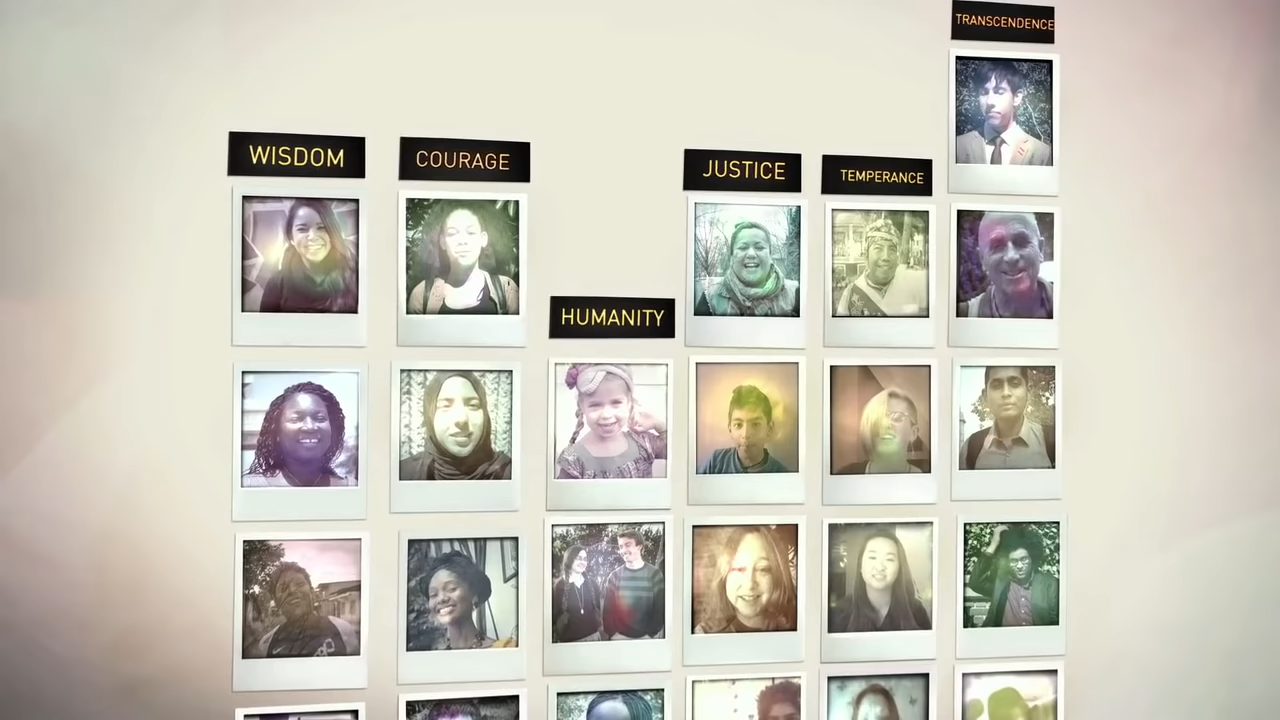 TRANSCENDENCE
WISDOM
COURAGE
JUSTICE
TEMPERANCE
HUMANITY